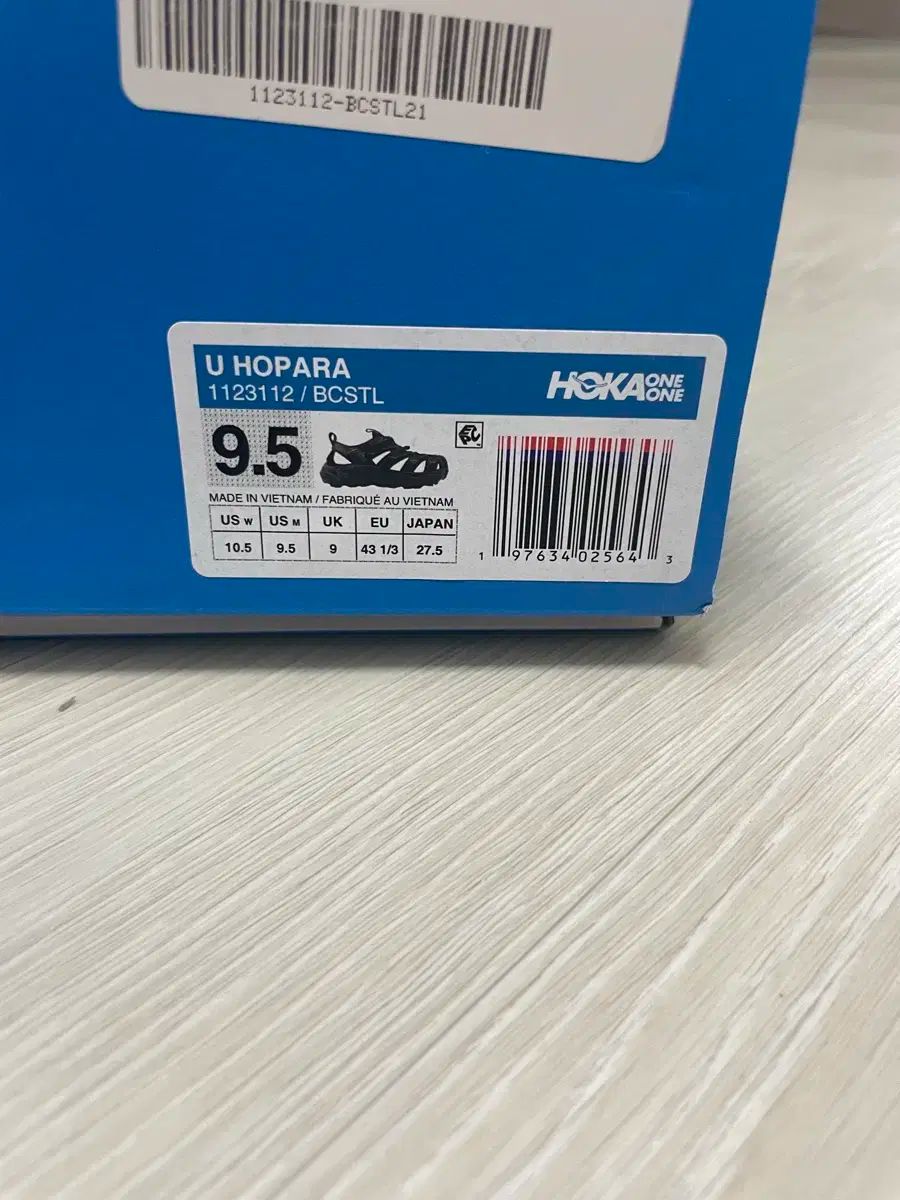 1123112-BCSTL21
U HOPARA
1123112 / BCSTL
HOKA ONE ONE
9.5
MADE IN VIETNAM / FABRIQUÉ AU VIETNAM
US W US M UK EU JAPAN
10.5 9.5 9 43 1/3 27.5
1 97634 02564 3